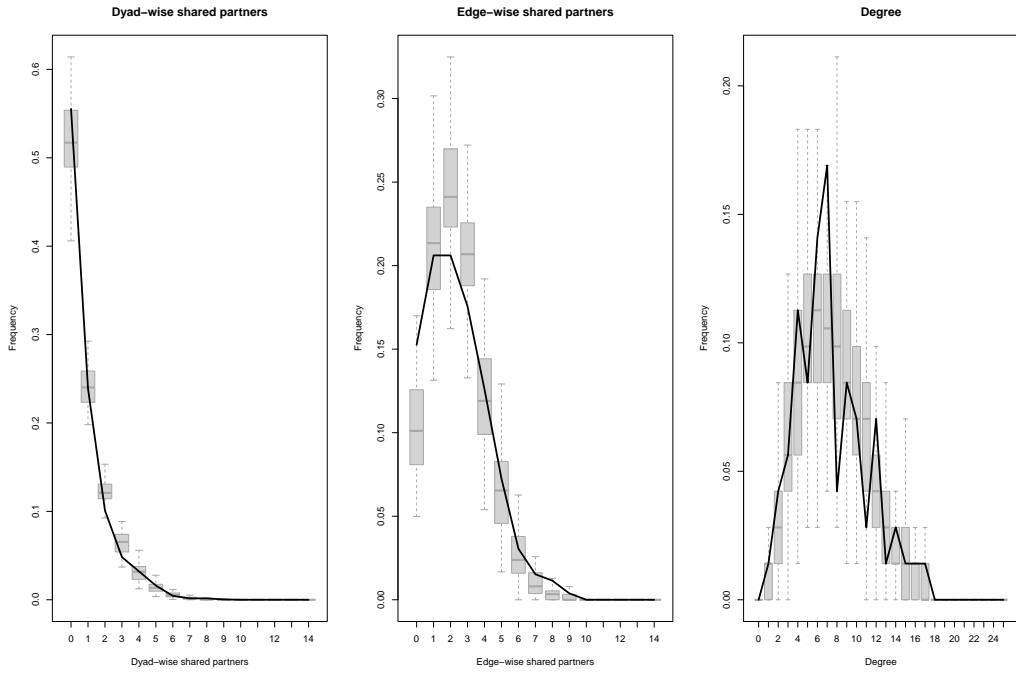 Dyad−wise shared partners
Frequency
0.0
0.1
0.2
0.3
0.4
0.5
0.6
0 1 2 3 4 5 6 7 8 9 10 12 14
Dyad−wise shared partners
Edge−wise shared partners
Frequency
0.00
0.05
0.10
0.15
0.20
0.25
0.30
0 1 2 3 4 5 6 7 8 9 10 12 14
Edge−wise shared partners
Degree
Frequency
0.00
0.05
0.10
0.15
0.20
0 2 4 6 8 10 12 14 16 18 20 22 24
Degree